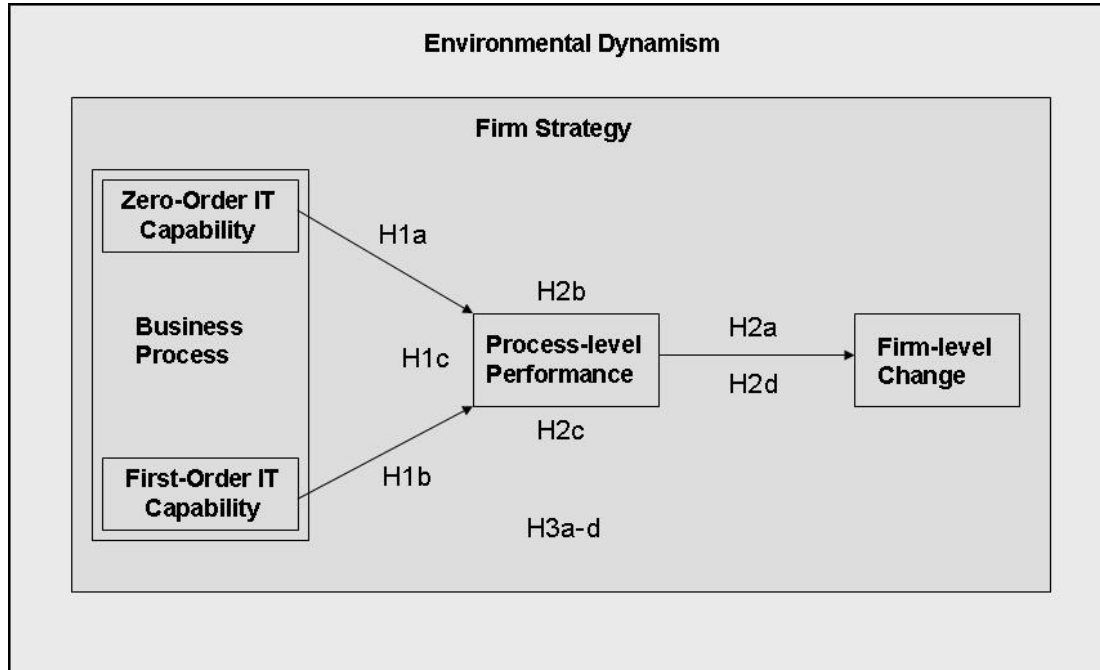 Environmental Dynamism
Firm Strategy
Zero-Order IT
Capability
H1a
Business
Process
H1c
H2b
Process-level
Performance
H2c
H2a
H2d
Firm-level
Change
First-Order IT
Capability
H1b
H3a-d